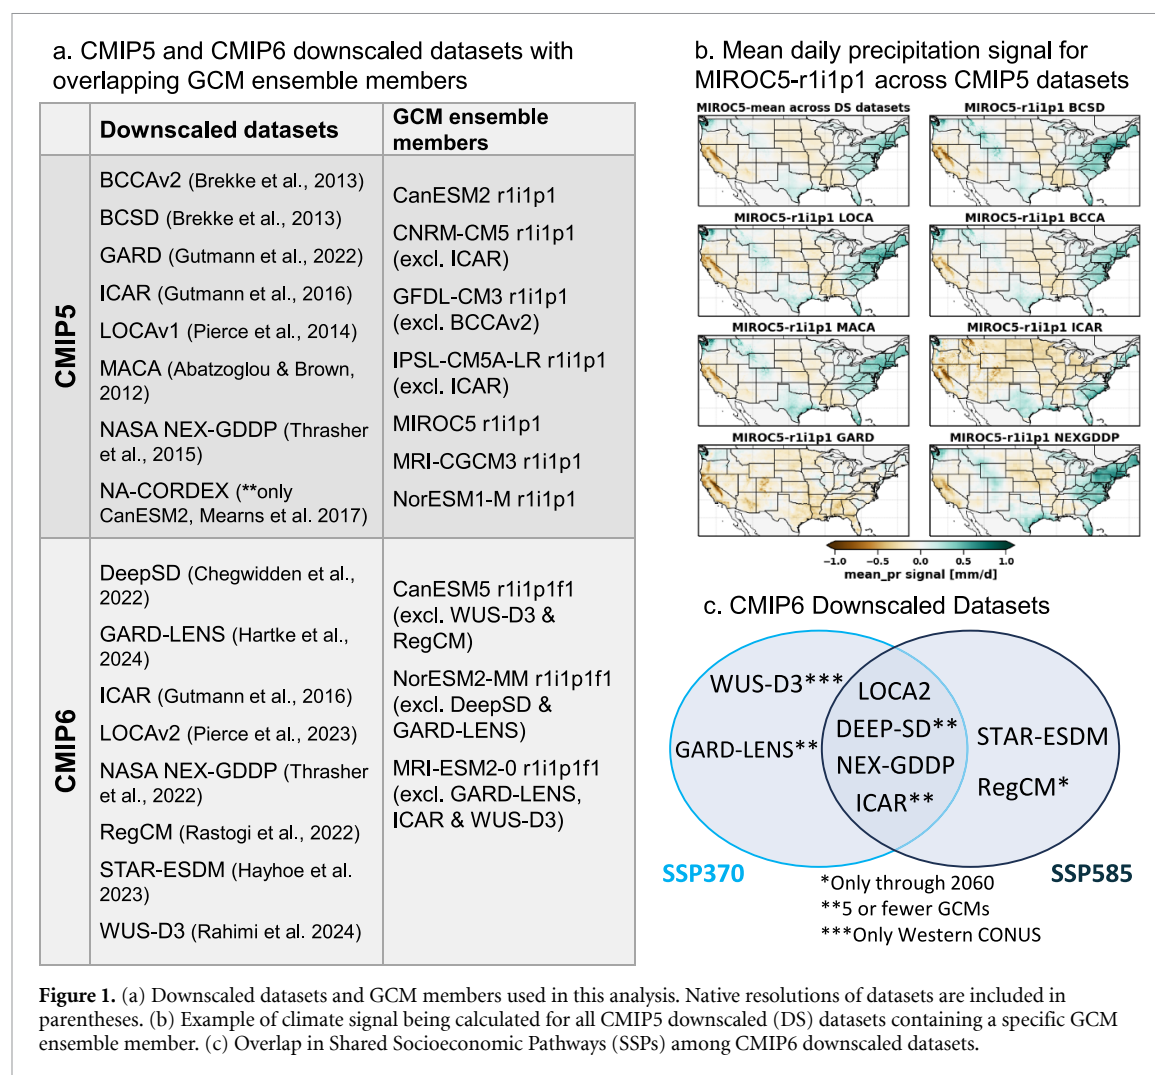 a. CMIP5 and CMIP6 downscaled datasets with
overlapping GCM ensemble members
Downscaled datasets
GCM ensemble
members
CMIP5
BCCAv2 (Brekke et al., 2013)
BCSD (Brekke et al., 2013)
GARD (Gutmann et al., 2022)
ICAR (Gutmann et al., 2016)
LOCAv1 (Pierce et al., 2014)
MACA (Abatzoglou & Brown,
2012)
NASA NEX-GDDP (Thrasher
et al., 2015)
NA-CORDEX (**only
CanESM2, Mearns et al. 2017)
CanESM2 r1i1p1
CNRM-CM5 r1i1p1
(excl. ICAR)
GFDL-CM3 r1i1p1
(excl. BCCAv2)
IPSL-CM5A-LR r1i1p1
(excl. ICAR)
MIROC5 r1i1p1
MRI-CGCM3 r1i1p1
NorESM1-M r1i1p1
CMIP6
DeepSD (Chegwidden et al.,
2022)
GARD-LENS (Hartke et al.,
2024)
ICAR (Gutmann et al., 2016)
LOCAv2 (Pierce et al., 2023)
NASA NEX-GDDP (Thrasher
et al., 2022)
RegCM (Rastogi et al., 2022)
STAR-ESDM (Hayhoe et al.
2023)
WUS-D3 (Rahimi et al. 2024)
CanESM5 r1i1p1f1
(excl. WUS-D3 &
RegCM)
NorESM2-MM r1i1p1f1
(excl. DeepSD &
GARD-LENS)
MRI-ESM2-0 r1i1p1f1
(excl. GARD-LENS,
ICAR & WUS-D3)
b. Mean daily precipitation signal for
MIROC5-r1i1p1 across CMIP5 datasets
MIROC5-mean across DS datasets
MIROC5-r1i1p1 BCSD
MIROC5-r1i1p1 LOCA
MIROC5-r1i1p1 BCCA
MIROC5-r1i1p1 MACA
MIROC5-r1i1p1 ICAR
MIROC5-r1i1p1 GARD
MIROC5-r1i1p1 NEXGDDP
−1.0 −0.5 0.0 0.5 1.0
mean_pr signal [mm/d]
c. CMIP6 Downscaled Datasets
WUS-D3***
GARD-LENS**
LOCA2
DEEP-SD**
NEX-GDDP
ICAR**
STAR-ESDM
RegCM*
SSP370
SSP585
*Only through 2060
**5 or fewer GCMs
***Only Western CONUS
Figure 1. (a) Downscaled datasets and GCM members used in this analysis. Native resolutions of datasets are included in
parentheses. (b) Example of climate signal being calculated for all CMIP5 downscaled (DS) datasets containing a specific GCM
ensemble member. (c) Overlap in Shared Socioeconomic Pathways (SSPs) among CMIP6 downscaled datasets.